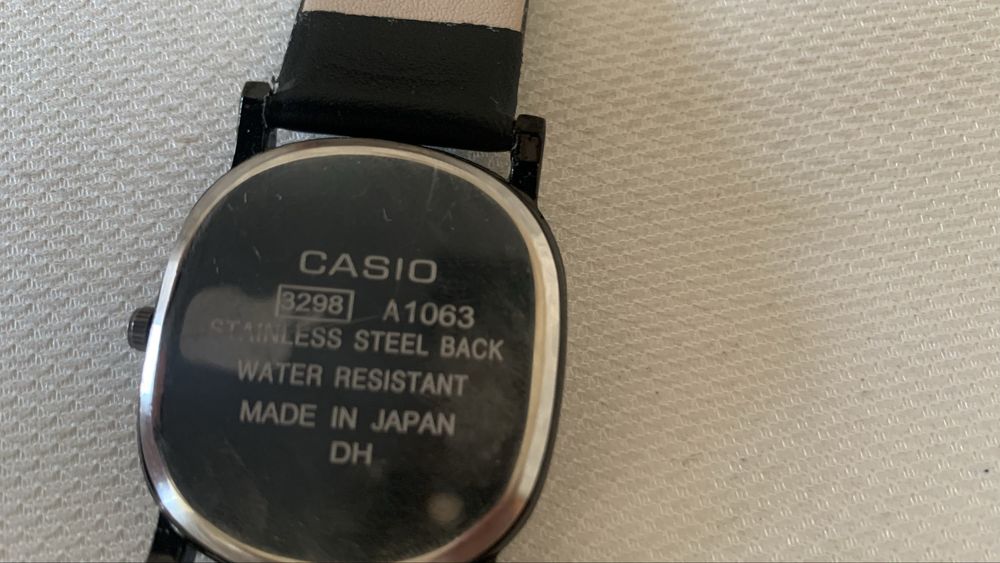 CASIO
3298 A1063
STAINLESS STEEL BACK
WATER RESISTANT
MADE IN JAPAN
DH